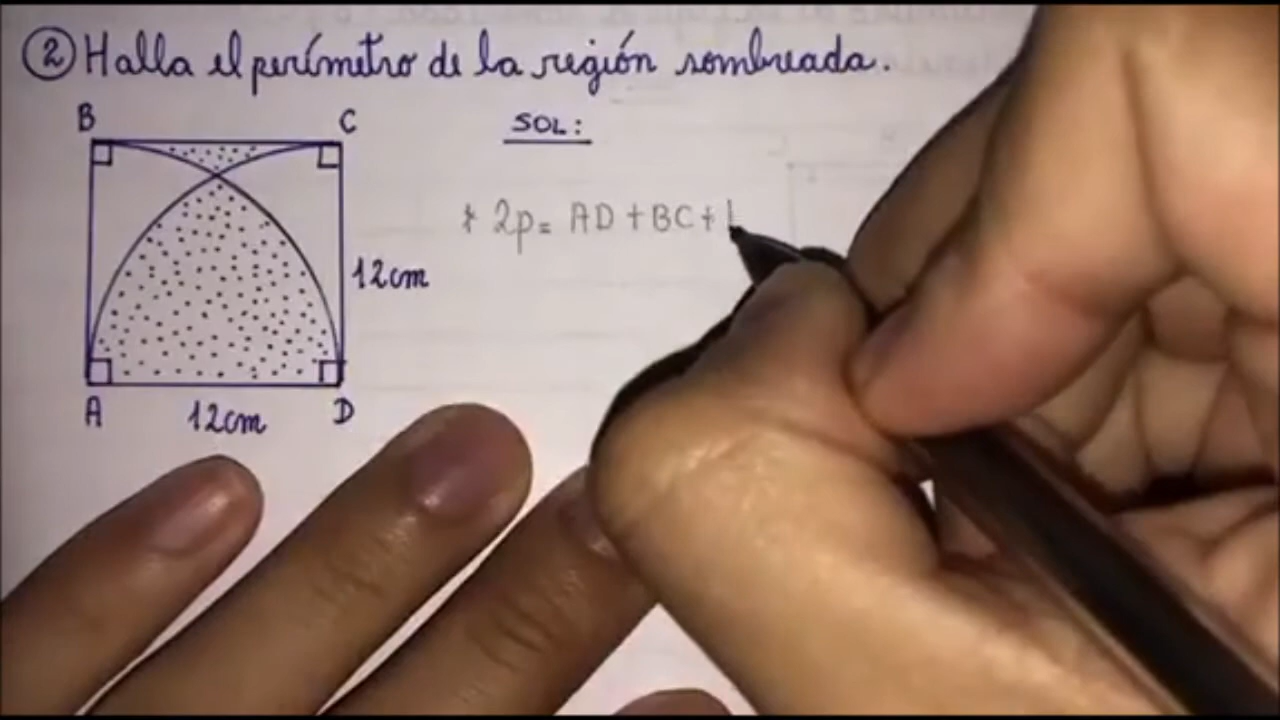 ② Halla el perímetro de la región sombreada.
B C
SOL:
* 2p = AD + BC + L
12cm
A 12cm D